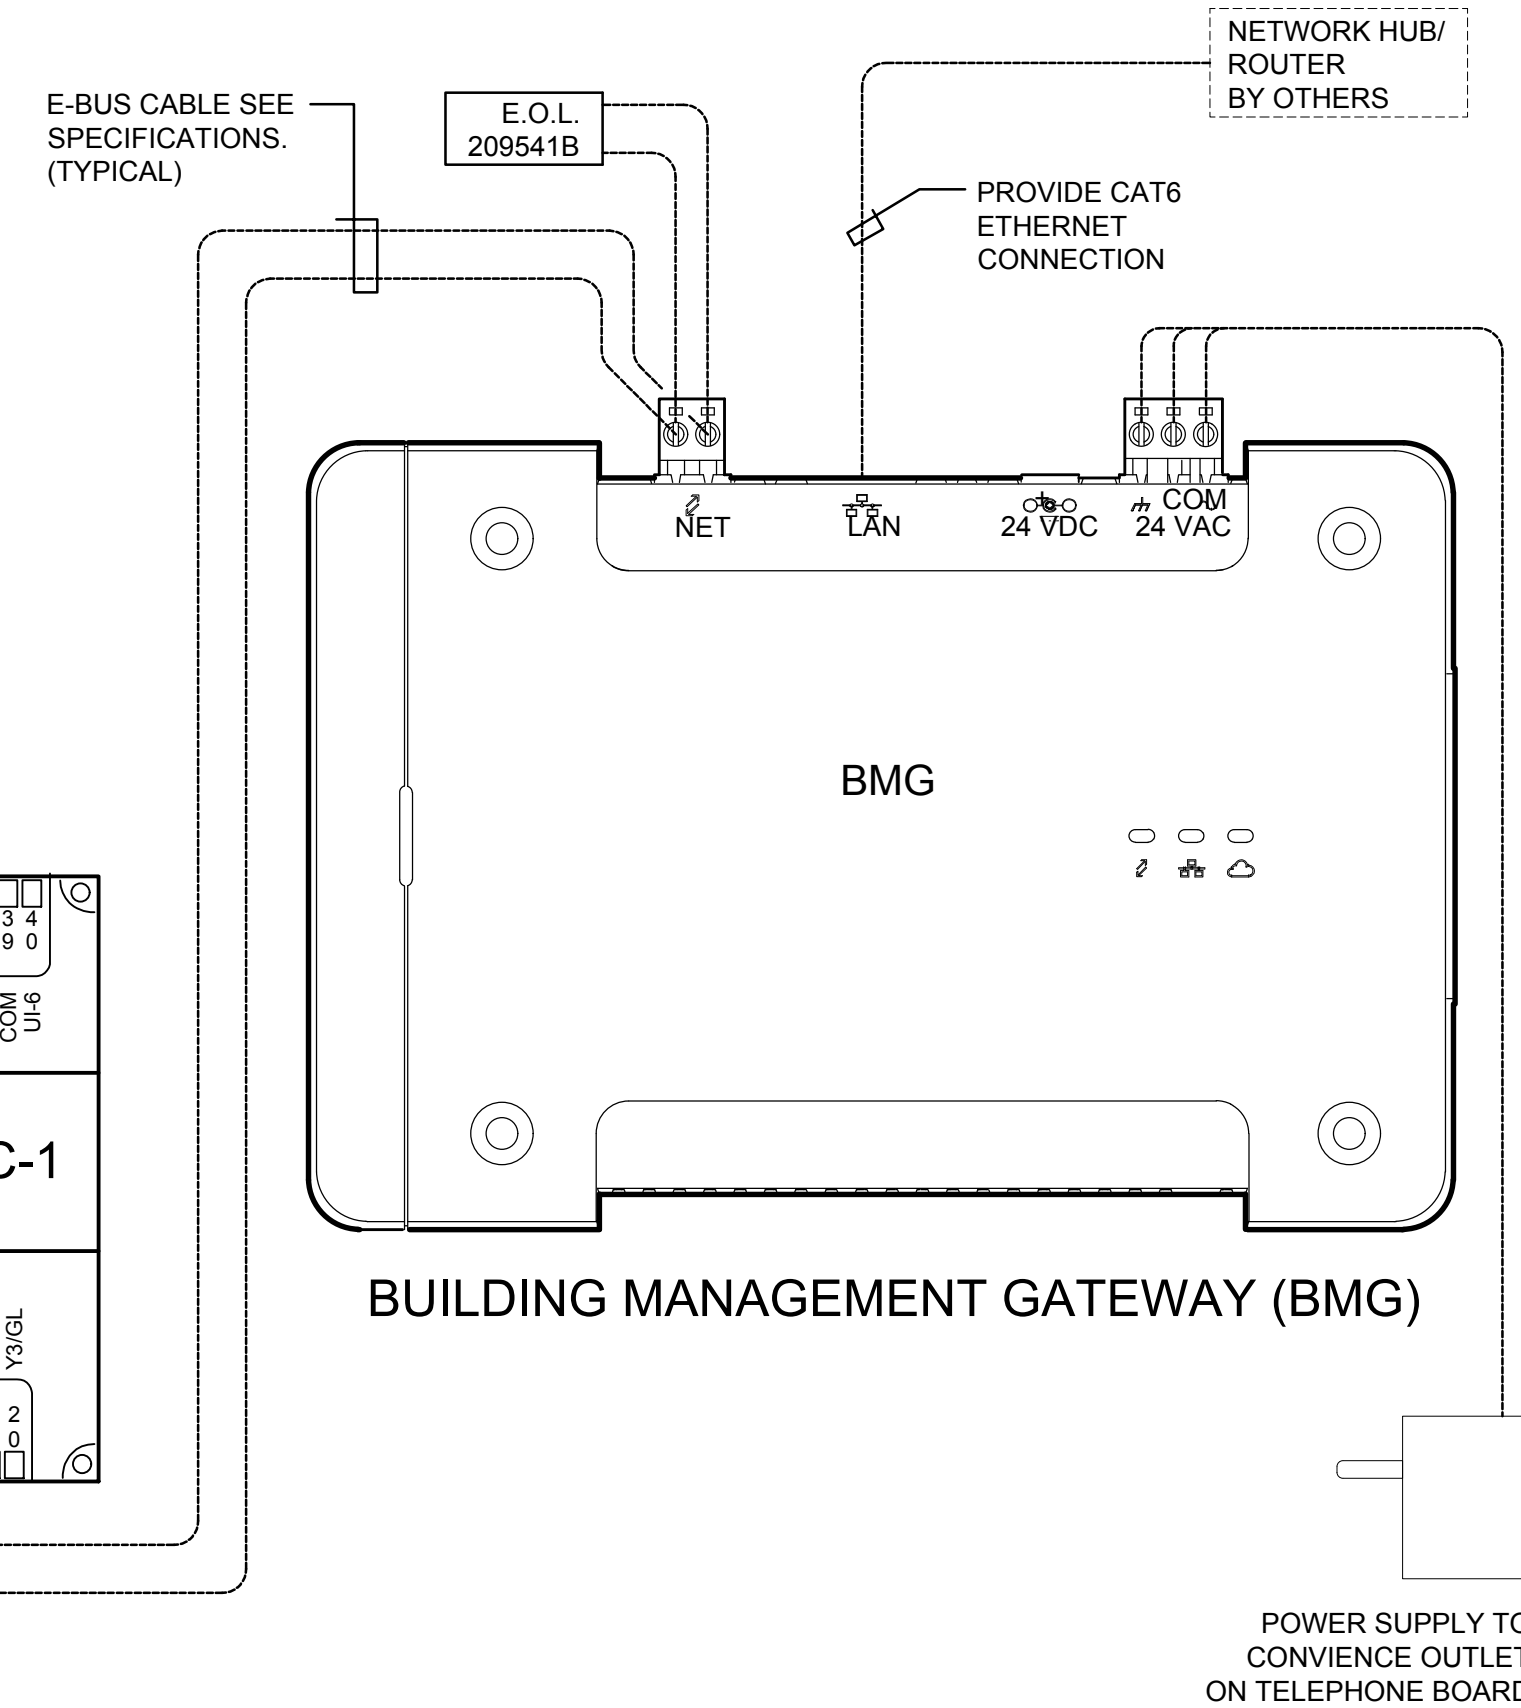 NETWORK HUB/
ROUTER
BY OTHERS
E-BUS CABLE SEE
SPECIFICATIONS.
(TYPICAL)
E.O.L.
209541B
PROVIDE CAT6
ETHERNET
CONNECTION
COM
NET
LAN
24 VDC
24 VAC
BMG
3 4
9 0
COM
UI-6
C-1
BUILDING MANAGEMENT GATEWAY (BMG)
Y3/GL
2
0
POWER SUPPLY TO
CONVIENCE OUTLET
ON TELEPHONE BOARD